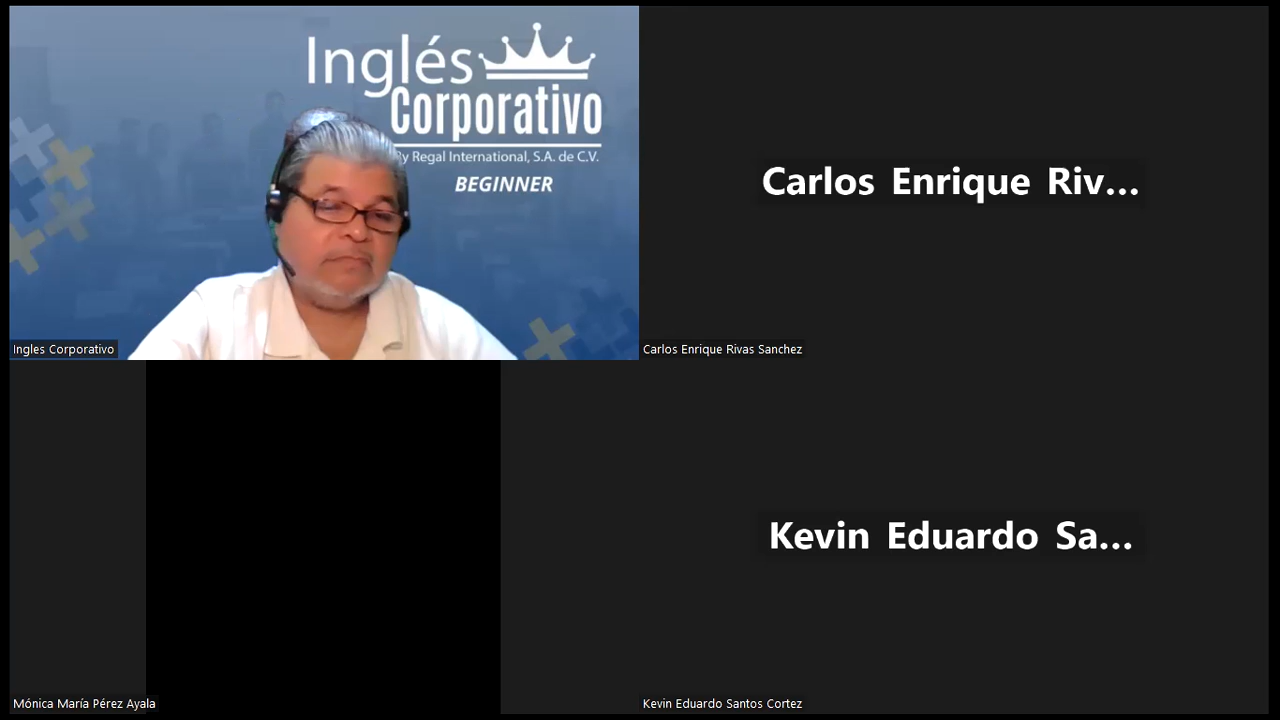 Inglés
Corporativo
By Regal International, S.A. de C.V.
BEGINNER
Ingles Corporativo
Carlos Enrique Riv...
Carlos Enrique Rivas Sanchez
Mónica María Pérez Ayala
Kevin Eduardo Sa...
Kevin Eduardo Santos Cortez